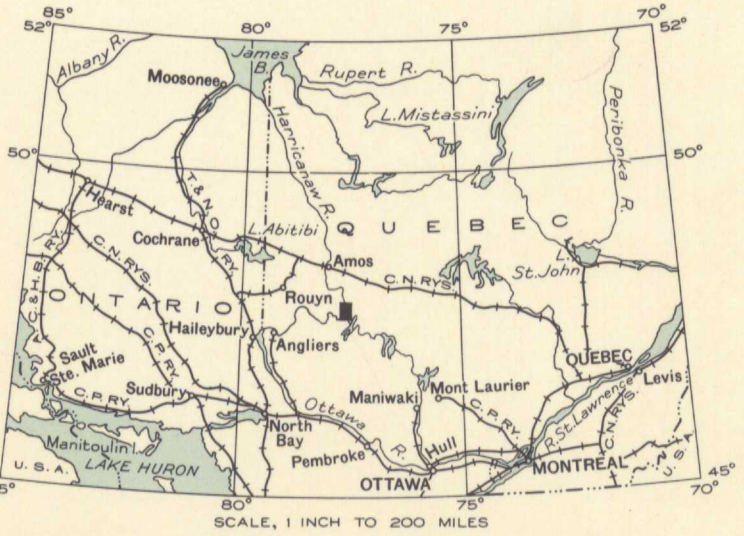 85°
80°
75°
70°
52°
52°
Albany R.
James
B.
Moosonee
Rupert R.
L. Mistassini
Peribonka R.
Harricanaw R.
50°
50°
Hearst
T. & N. O. RY.
QUEBEC
L. Abitibi
Cochrane
Amos
C. N. RYS.
C. N. RYS.
L.
St. John
ONTARIO
Rouyn
A. C. & H. B. RY.
C. P. RY.
Haileybury
Angliers
Sault
Ste. Marie
QUEBEC
Levis
C. P. RY.
Sudbury
Maniwaki
Mont Laurier
C. P. RY.
R. St. Lawrence
C. N. RYS.
Ottawa R.
North
Bay
Manitoulin I.
Pembroke
Hull
MONTREAL
U. S. A.
LAKE HURON
OTTAWA
U. S. A.
45°
5°
80°
75°
70°
SCALE, 1 INCH TO 200 MILES